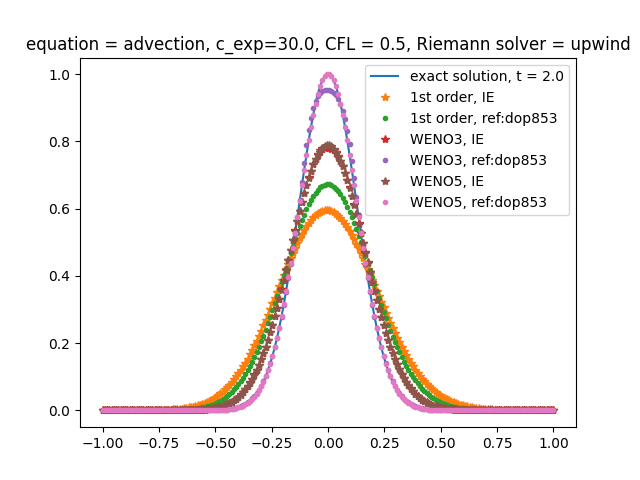 equation = advection, c_exp=30.0, CFL = 0.5, Riemann solver = upwind
exact solution, t = 2.0
1st order, IE
1st order, ref:dop853
WENO3, IE
WENO3, ref:dop853
WENO5, IE
WENO5, ref:dop853
1.0
0.8
0.6
0.4
0.2
0.0
−1.00 −0.75 −0.50 −0.25 0.00 0.25 0.50 0.75 1.00